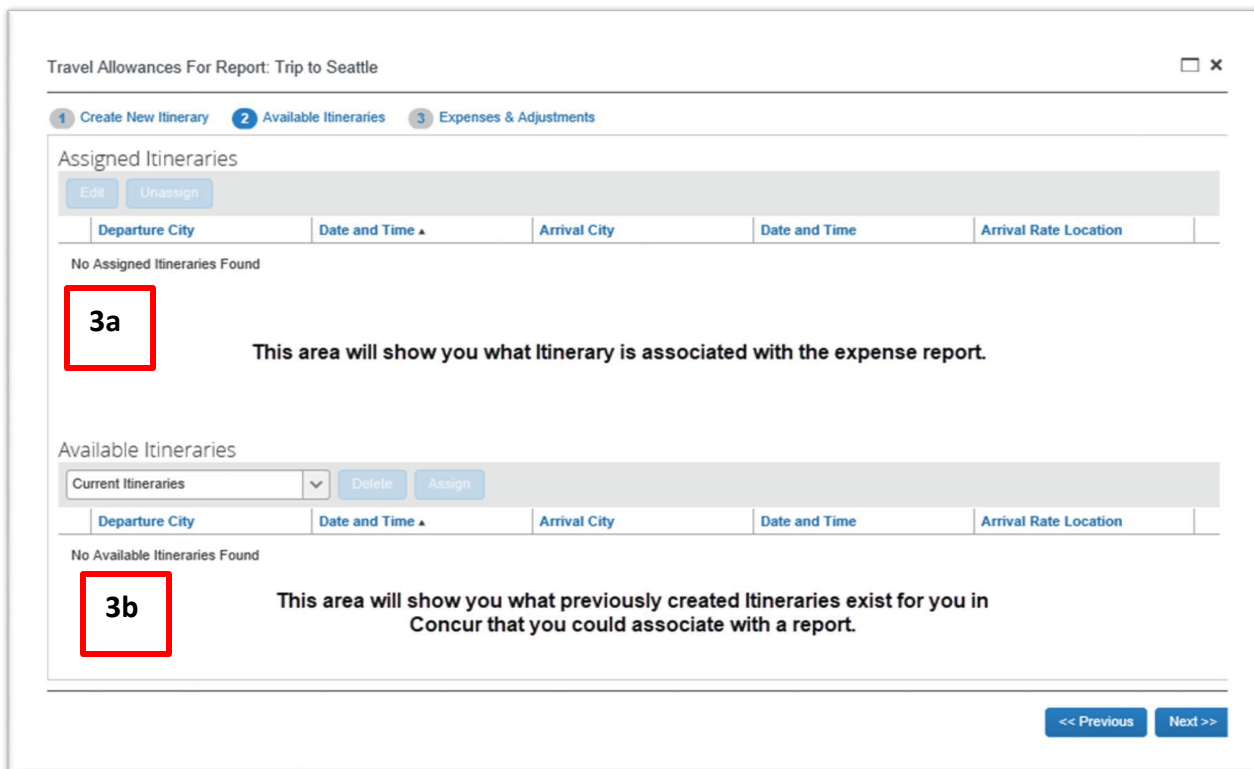 Travel Allowances For Report: Trip to Seattle
1 Create New Itinerary 2 Available Itineraries 3 Expenses & Adjustments
Assigned Itineraries
Edit Unassign
Departure City Date and Time Arrival City Date and Time Arrival Rate Location
No Assigned Itineraries Found
3a
This area will show you what Itinerary is associated with the expense report.
Available Itineraries
Current Itineraries Delete Assign
Departure City Date and Time Arrival City Date and Time Arrival Rate Location
No Available Itineraries Found
3b
This area will show you what previously created Itineraries exist for you in
Concur that you could associate with a report.
<< Previous Next >>